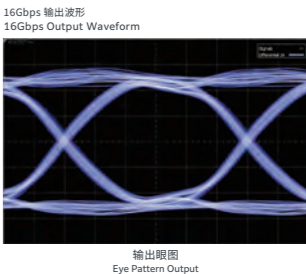 16Gbps 输出波形
16Gbps Output Waveform
输出眼图
Eye Pattern Output